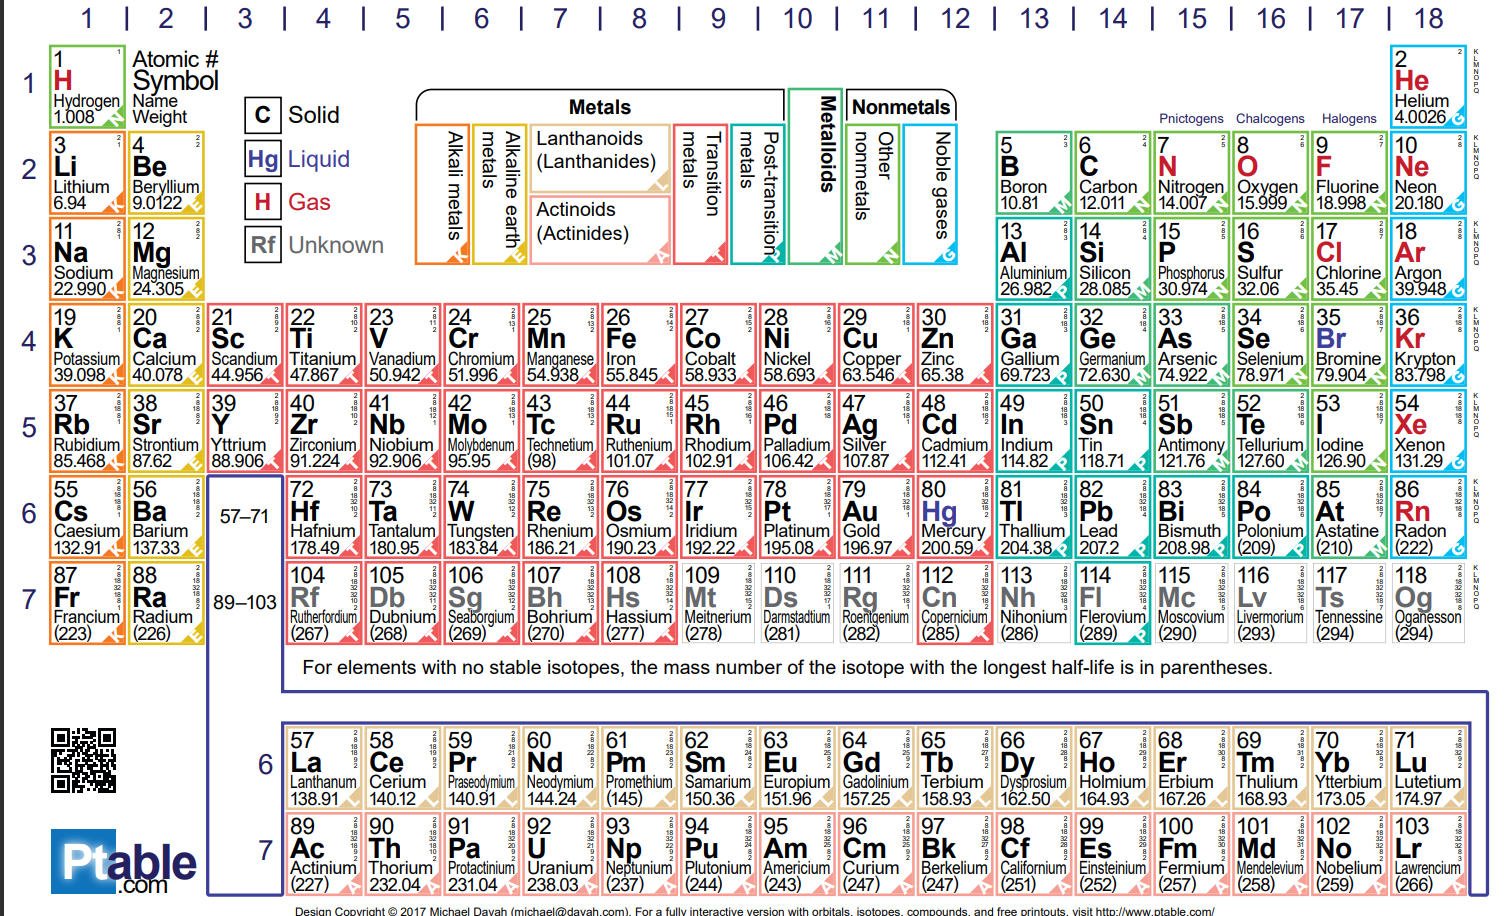 1 2 3 4 5 6 7 8 9 10 11 12 13 14 15 16 17 18
1
1
H
Hydrogen
1.008
N
Atomic #
Symbol
Name
Weight
C Solid
Hg Liquid
H Gas
Rf Unknown
Metals
Alkali metals
K
Alkaline earth metals
E
Lanthanoids
(Lanthanides)
L
Actinoids
(Actinides)
A
Transition metals
T
Post-transition metals
P
Metalloids
M
Nonmetals
Other nonmetals
N
Noble gases
G
Pnictogens Chalcogens Halogens
2
He
Helium
4.0026
2
3 4 5 6 7 8 9 10
Li Be B C N O F Ne
Lithium Beryllium Boron Carbon Nitrogen Oxygen Fluorine Neon
6.94 9.0122 10.81 12.011 14.007 15.999 18.998 20.180
3
11 12 13 14 15 16 17 18
Na Mg Al Si P S Cl Ar
Sodium Magnesium Aluminium Silicon Phosphorus Sulfur Chlorine Argon
22.990 24.305 26.982 28.085 30.974 32.06 35.45 39.948
4
19 20 21 22 23 24 25 26 27 28 29 30 31 32 33 34 35 36
K Ca Sc Ti V Cr Mn Fe Co Ni Cu Zn Ga Ge As Se Br Kr
Potassium Calcium Scandium Titanium Vanadium Chromium Manganese Iron Cobalt Nickel Copper Zinc Gallium Germanium Arsenic Selenium Bromine Krypton
39.098 40.078 44.956 47.867 50.942 51.996 54.938 55.845 58.933 58.693 63.546 65.38 69.723 72.630 74.922 78.971 79.904 83.798
5
37 38 39 40 41 42 43 44 45 46 47 48 49 50 51 52 53 54
Rb Sr Y Zr Nb Mo Tc Ru Rh Pd Ag Cd In Sn Sb Te I Xe
Rubidium Strontium Yttrium Zirconium Niobium Molybdenum Technetium Ruthenium Rhodium Palladium Silver Cadmium Indium Tin Antimony Tellurium Iodine Xenon
85.468 87.62 88.906 91.224 92.906 95.95 (98) 101.07 102.91 106.42 107.87 112.41 114.82 118.71 121.76 127.60 126.90 131.29
6
55 56 57–71 72 73 74 75 76 77 78 79 80 81 82 83 84 85 86
Cs Ba Hf Ta W Re Os Ir Pt Au Hg Tl Pb Bi Po At Rn
Caesium Barium Hafnium Tantalum Tungsten Rhenium Osmium Iridium Platinum Gold Mercury Thallium Lead Bismuth Polonium Astatine Radon
132.91 137.33 178.49 180.95 183.84 186.21 190.23 192.22 195.08 196.97 200.59 204.38 207.2 208.98 (209) (210) (222)
7
87 88 89–103 104 105 106 107 108 109 110 111 112 113 114 115 116 117 118
Fr Ra Rf Db Sg Bh Hs Mt Ds Rg Cn Nh Fl Mc Lv Ts Og
Francium Radium Rutherfordium Dubnium Seaborgium Bohrium Hassium Meitnerium Darmstadtium Roentgenium Copernicium Nihonium Flerovium Moscovium Livermorium Tennessine Oganesson
(223) (226) (267) (268) (269) (270) (277) (278) (281) (282) (285) (286) (289) (290) (293) (294) (294)
For elements with no stable isotopes, the mass number of the isotope with the longest half-life is in parentheses.
6
57 58 59 60 61 62 63 64 65 66 67 68 69 70 71
La Ce Pr Nd Pm Sm Eu Gd Tb Dy Ho Er Tm Yb Lu
Lanthanum Cerium Praseodymium Neodymium Promethium Samarium Europium Gadolinium Terbium Dysprosium Holmium Erbium Thulium Ytterbium Lutetium
138.91 140.12 140.91 144.24 (145) 150.36 151.96 157.25 158.93 162.50 164.93 167.26 168.93 173.05 174.97
7
89 90 91 92 93 94 95 96 97 98 99 100 101 102 103
Ac Th Pa U Np Pu Am Cm Bk Cf Es Fm Md No Lr
Actinium Thorium Protactinium Uranium Neptunium Plutonium Americium Curium Berkelium Californium Einsteinium Fermium Mendelevium Nobelium Lawrencium
(227) 232.04 231.04 238.03 (237) (244) (243) (247) (247) (251) (252) (257) (258) (259) (266)
Ptable
.com
Design Copyright © 2017 Michael Dayah (michael@dayah.com). For a fully interactive version with orbitals, isotopes, compounds, and free printouts, visit http://www.ptable.com/